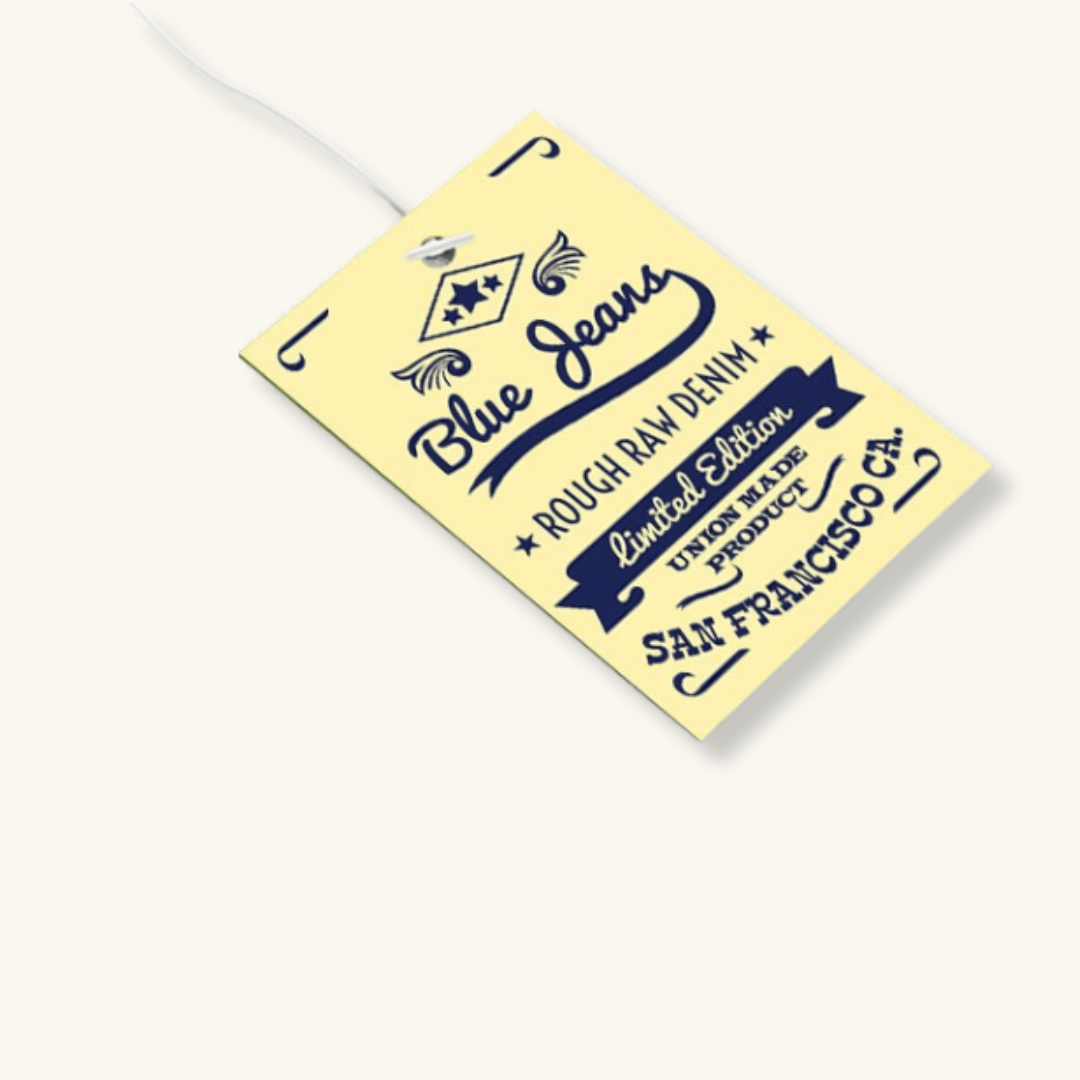 Blue Jeans
ROUGH RAW DENIM
Limited Edition
UNION MADE
PRODUCT
SAN FRANCISCO CA.